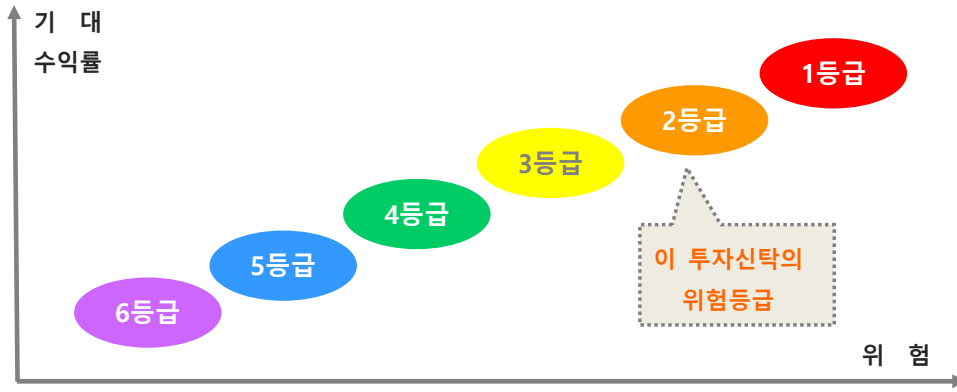 기 대
수익률
1등급
2등급
3등급
4등급
5등급
6등급
이 투자신탁의
위험등급
위 험